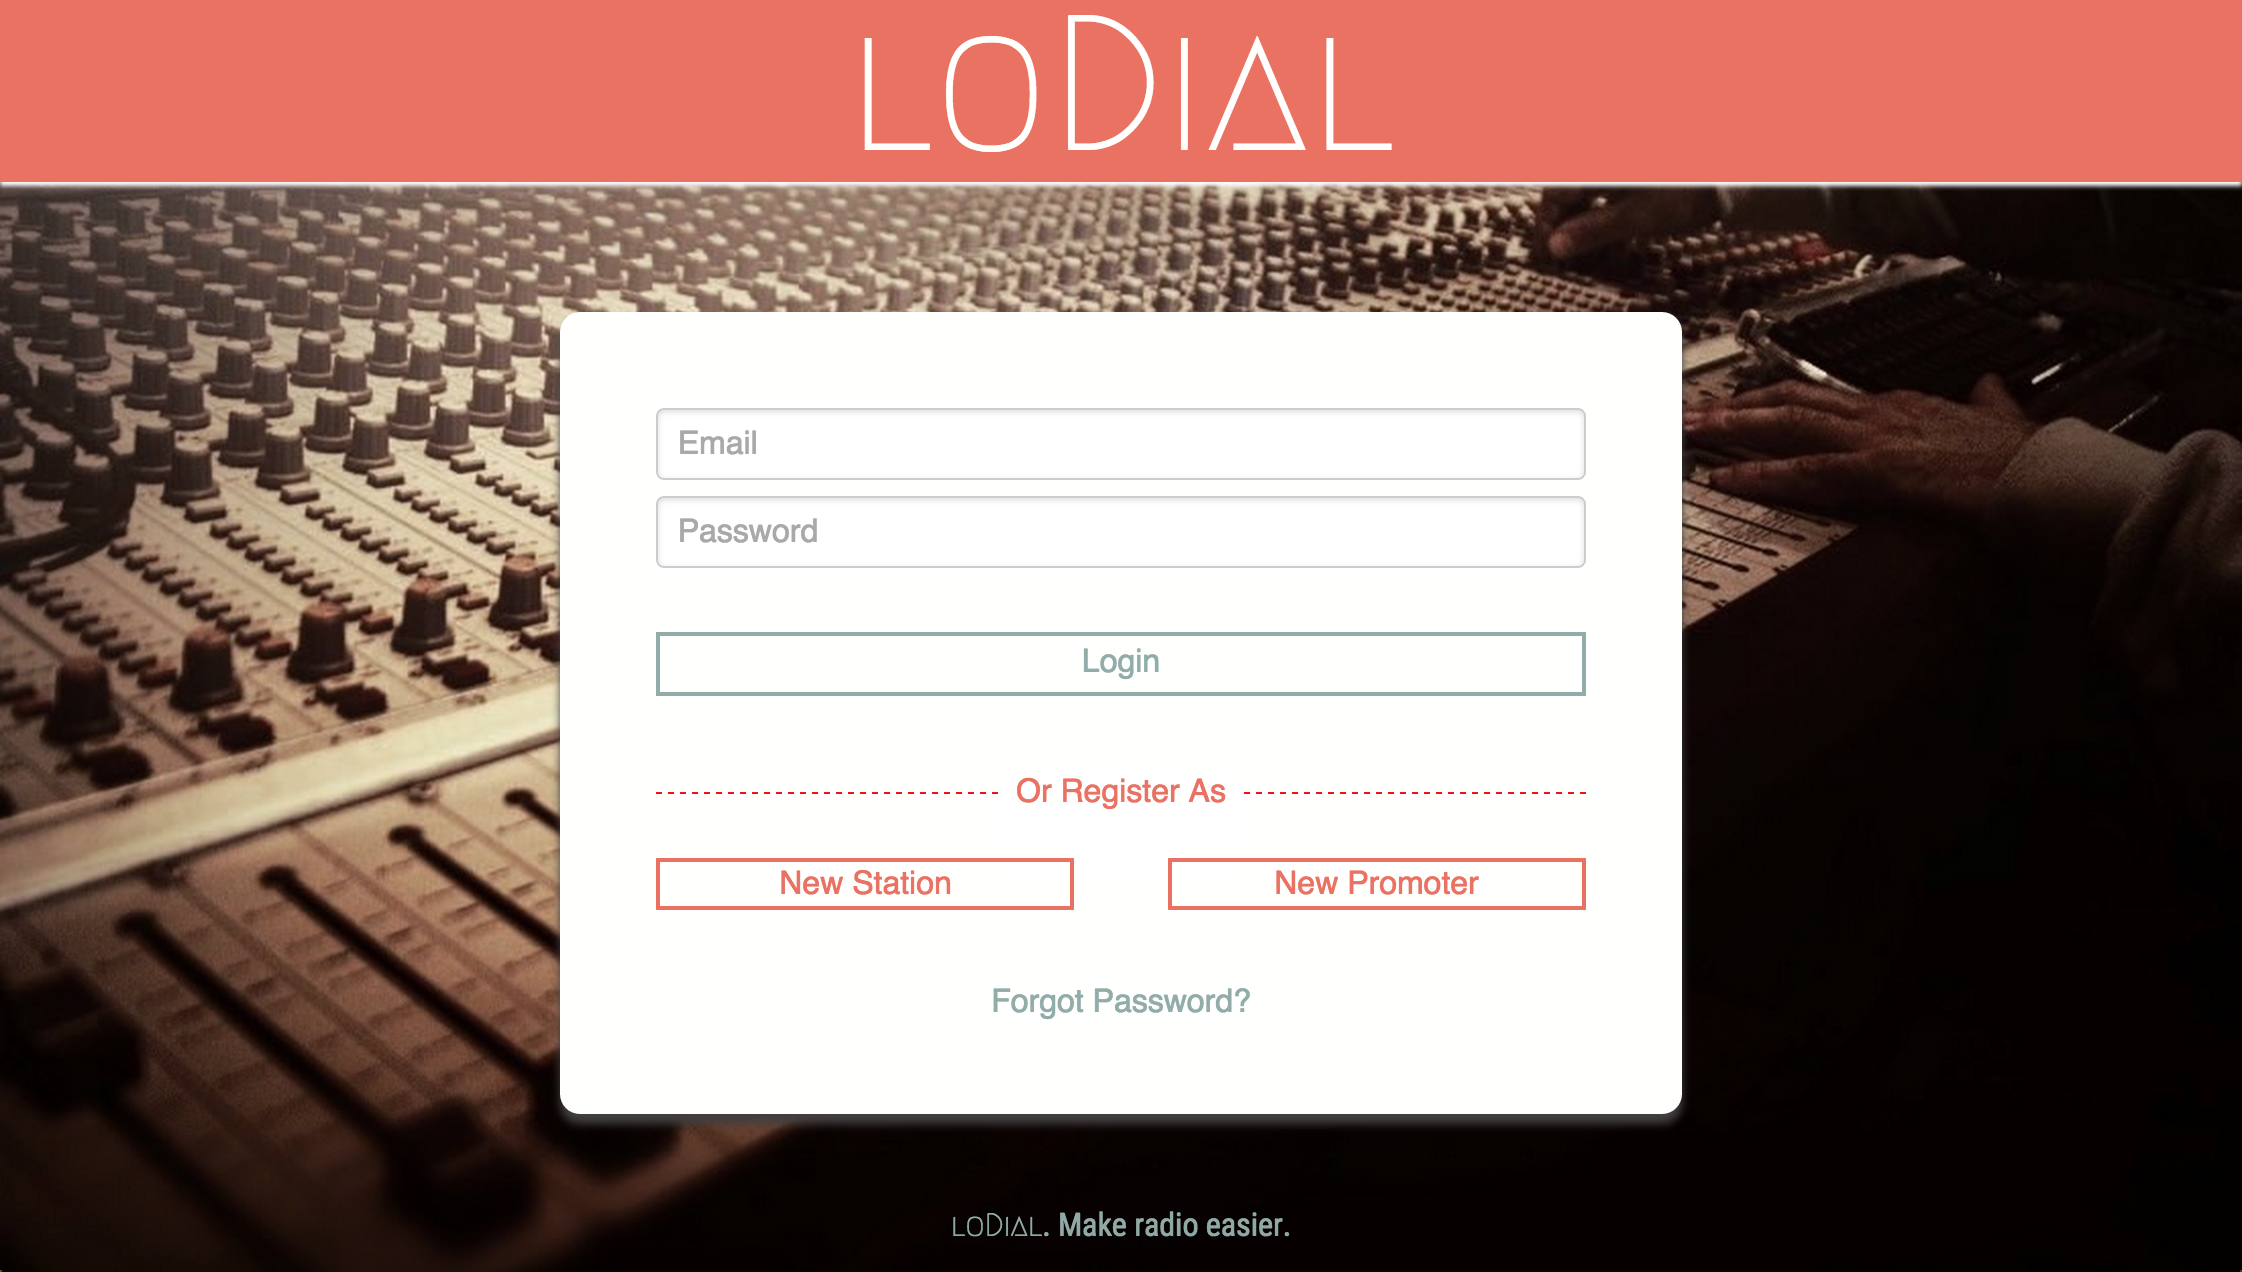 LODIAL
Email
Password
Login
Or Register As
New Station New Promoter
Forgot Password?
LODIAL. Make radio easier.